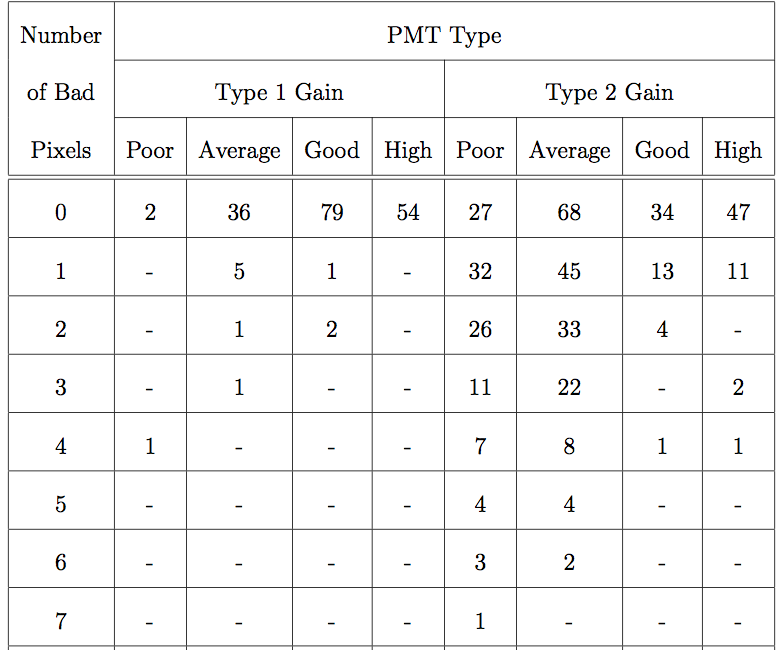 Number PMT Type
of Bad Type 1 Gain Type 2 Gain
Pixels Poor Average Good High Poor Average Good High
0 2 36 79 54 27 68 34 47
1 - 5 1 - 32 45 13 11
2 - 1 2 - 26 33 4 -
3 - 1 - - 11 22 - 2
4 1 - - - 7 8 1 1
5 - - - - 4 4 - -
6 - - - - 3 2 - -
7 - - - - 1 - - -